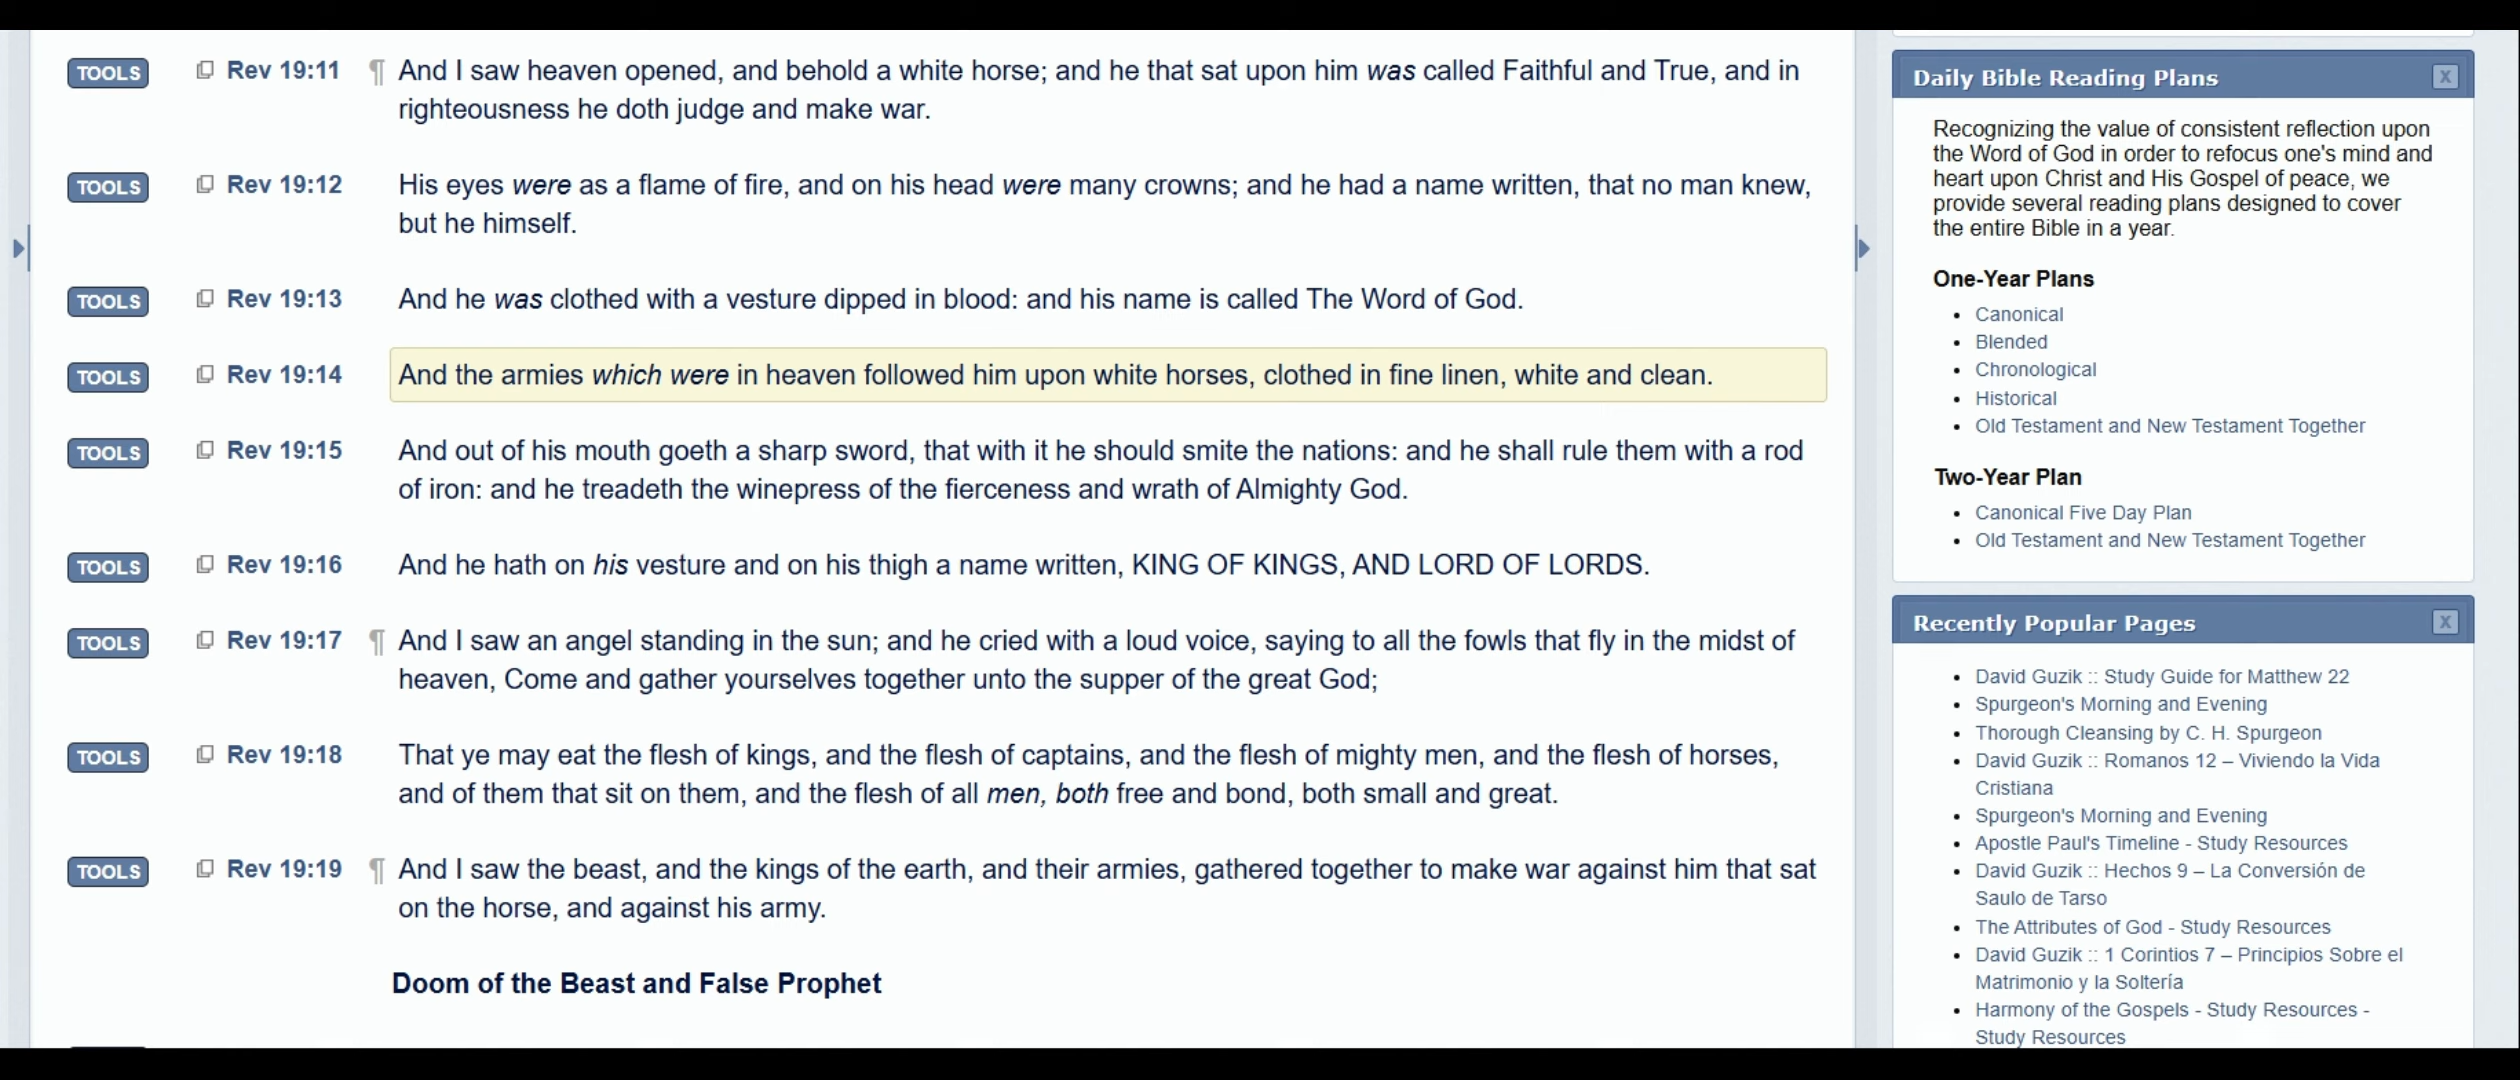 TOOLS Rev 19:11 ¶ And I saw heaven opened, and behold a white horse; and he that sat upon him was called Faithful and True, and in
righteousness he doth judge and make war.
TOOLS Rev 19:12 His eyes were as a flame of fire, and on his head were many crowns; and he had a name written, that no man knew,
but he himself.
TOOLS Rev 19:13 And he was clothed with a vesture dipped in blood: and his name is called The Word of God.
TOOLS Rev 19:14 And the armies which were in heaven followed him upon white horses, clothed in fine linen, white and clean.
TOOLS Rev 19:15 And out of his mouth goeth a sharp sword, that with it he should smite the nations: and he shall rule them with a rod
of iron: and he treadeth the winepress of the fierceness and wrath of Almighty God.
TOOLS Rev 19:16 And he hath on his vesture and on his thigh a name written, KING OF KINGS, AND LORD OF LORDS.
TOOLS Rev 19:17 ¶ And I saw an angel standing in the sun; and he cried with a loud voice, saying to all the fowls that fly in the midst of
heaven, Come and gather yourselves together unto the supper of the great God;
TOOLS Rev 19:18 That ye may eat the flesh of kings, and the flesh of captains, and the flesh of mighty men, and the flesh of horses,
and of them that sit on them, and the flesh of all men, both free and bond, both small and great.
TOOLS Rev 19:19 ¶ And I saw the beast, and the kings of the earth, and their armies, gathered together to make war against him that sat
on the horse, and against his army.
Doom of the Beast and False Prophet
Daily Bible Reading Plans X
Recognizing the value of consistent reflection upon
the Word of God in order to refocus one's mind and
heart upon Christ and His Gospel of peace, we
provide several reading plans designed to cover
the entire Bible in a year.
One-Year Plans
• Canonical
• Blended
• Chronological
• Historical
• Old Testament and New Testament Together
Two-Year Plan
• Canonical Five Day Plan
• Old Testament and New Testament Together
Recently Popular Pages X
• David Guzik :: Study Guide for Matthew 22
• Spurgeon's Morning and Evening
• Thorough Cleansing by C. H. Spurgeon
• David Guzik :: Romanos 12 – Viviendo la Vida
Cristiana
• Spurgeon's Morning and Evening
• Apostle Paul's Timeline - Study Resources
• David Guzik :: Hechos 9 – La Conversión de
Saulo de Tarso
• The Attributes of God - Study Resources
• David Guzik :: 1 Corintios 7 – Principios Sobre el
Matrimonio y la Soltería
• Harmony of the Gospels - Study Resources -
Study Resources